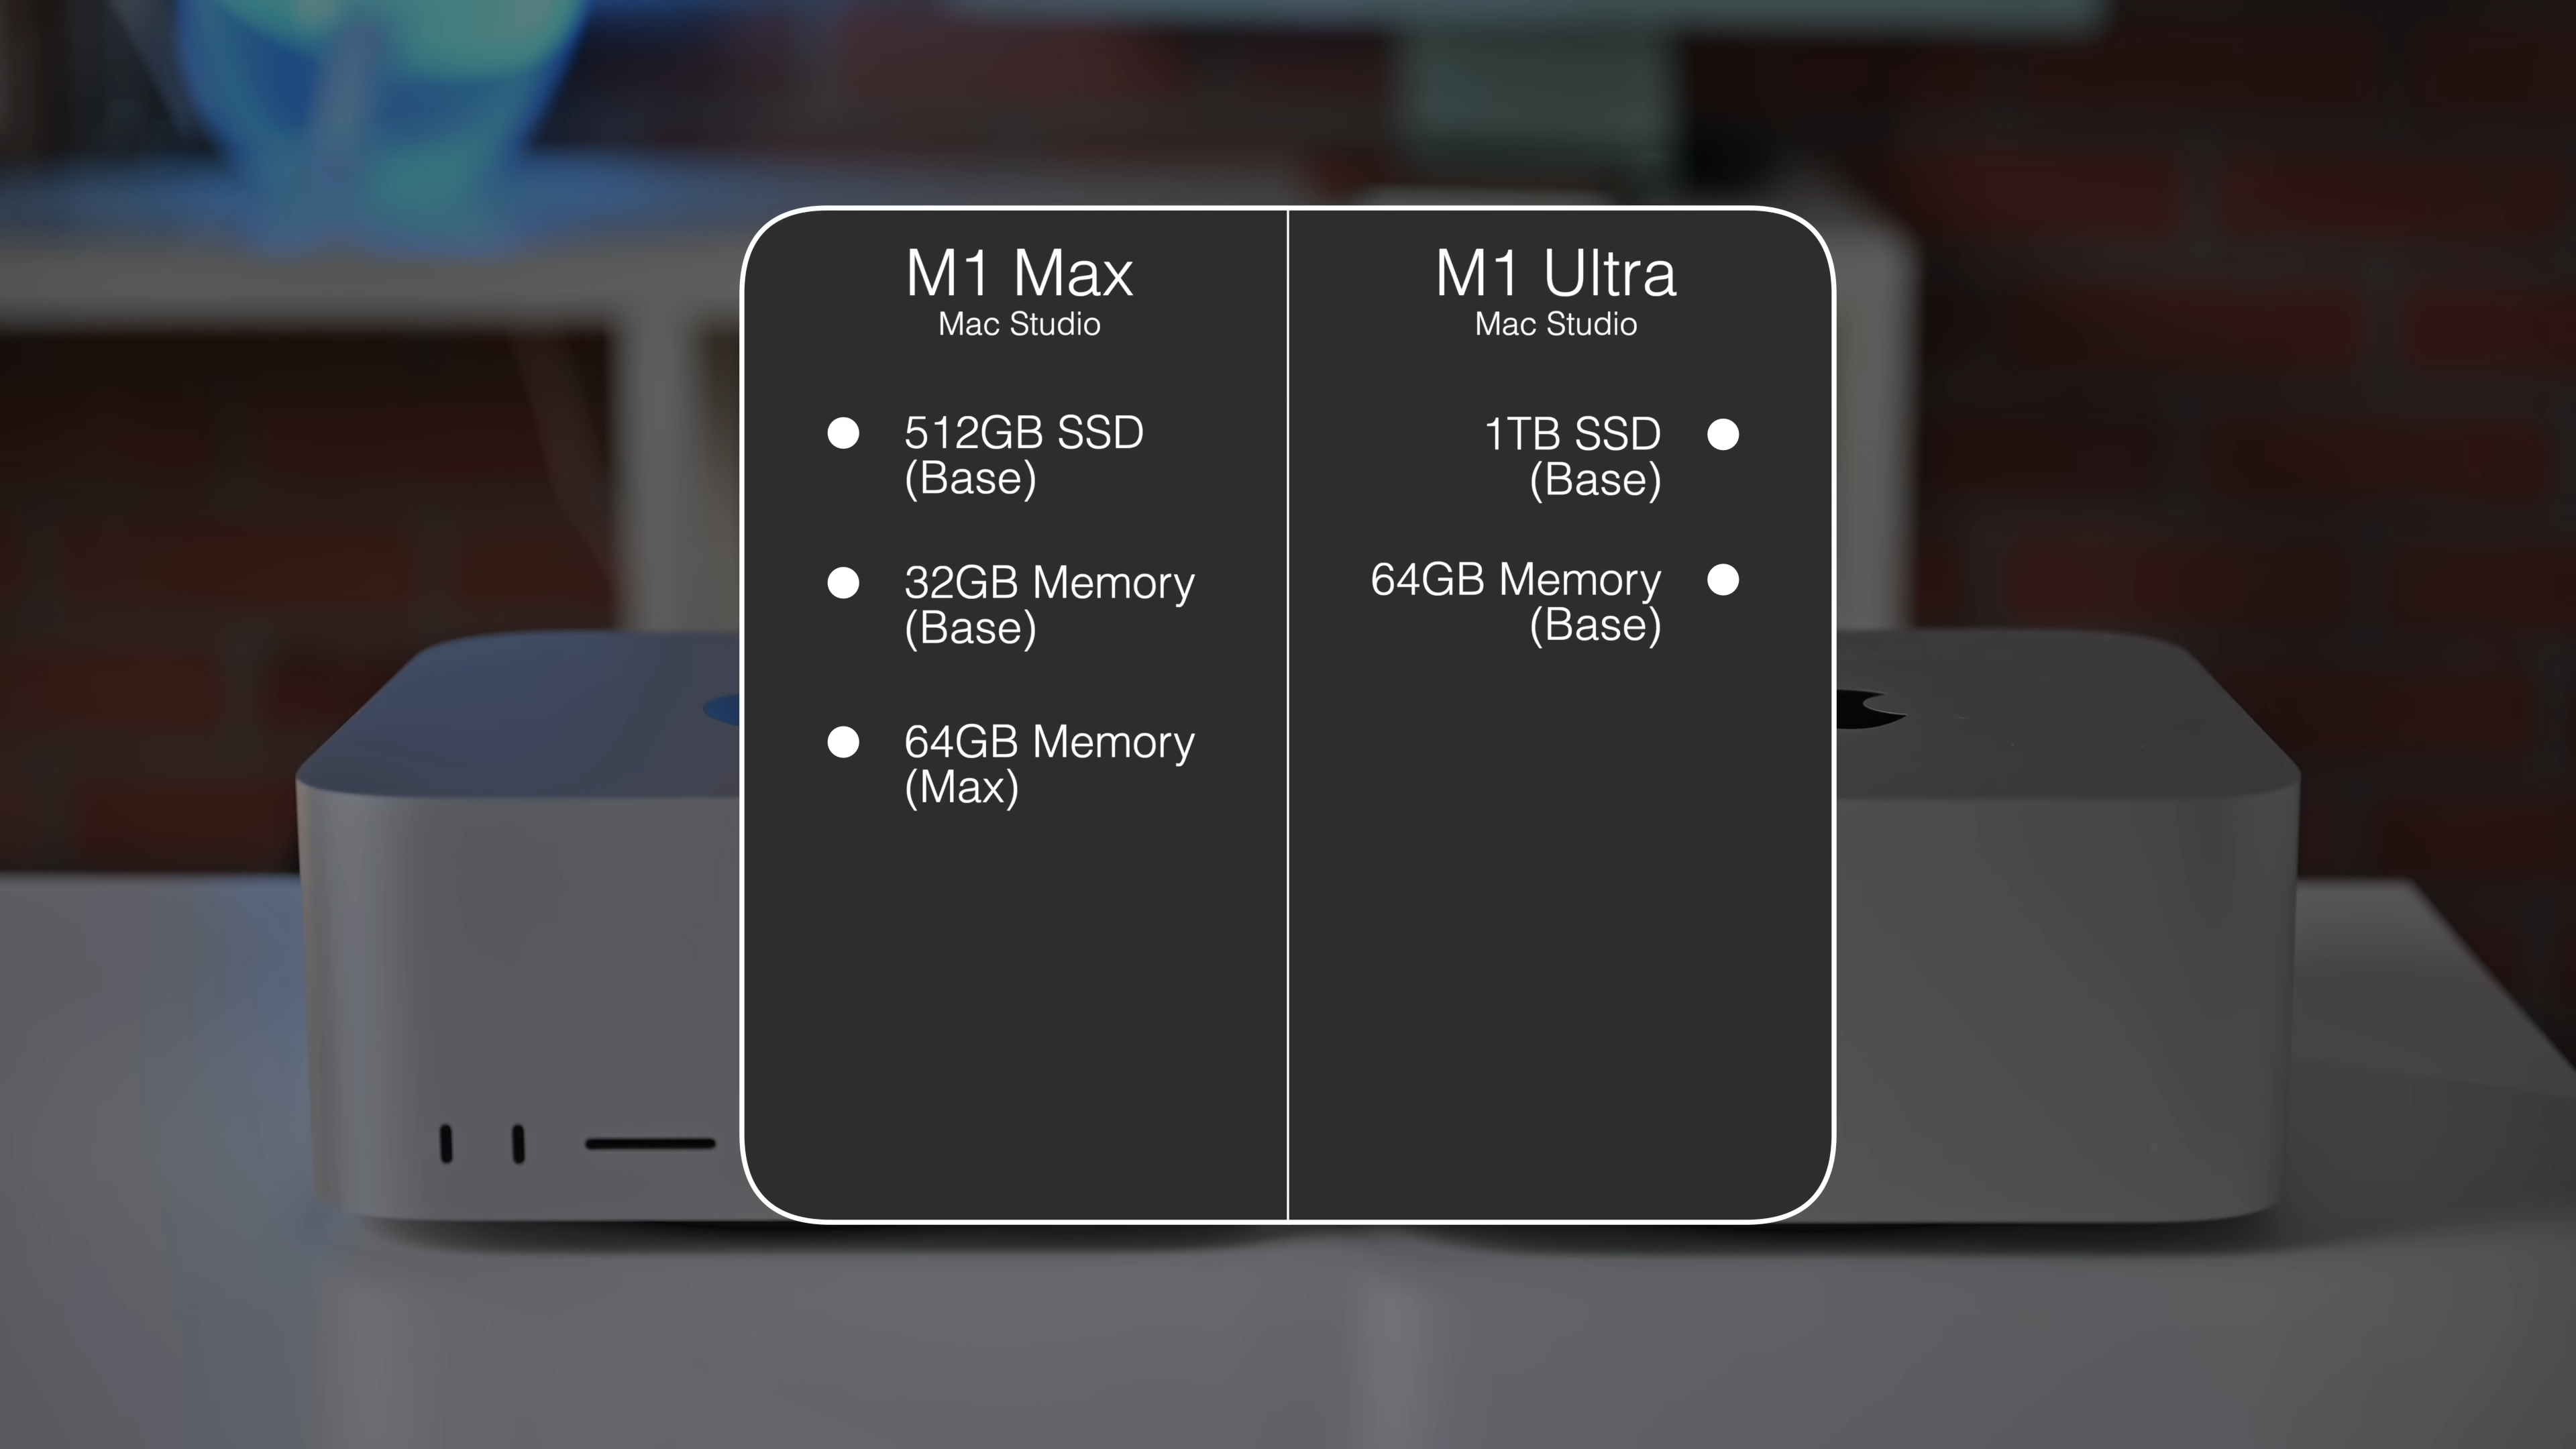 M1 Max
Mac Studio
512GB SSD
(Base)
32GB Memory
(Base)
64GB Memory
(Max)
M1 Ultra
Mac Studio
1TB SSD
(Base)
64GB Memory
(Base)